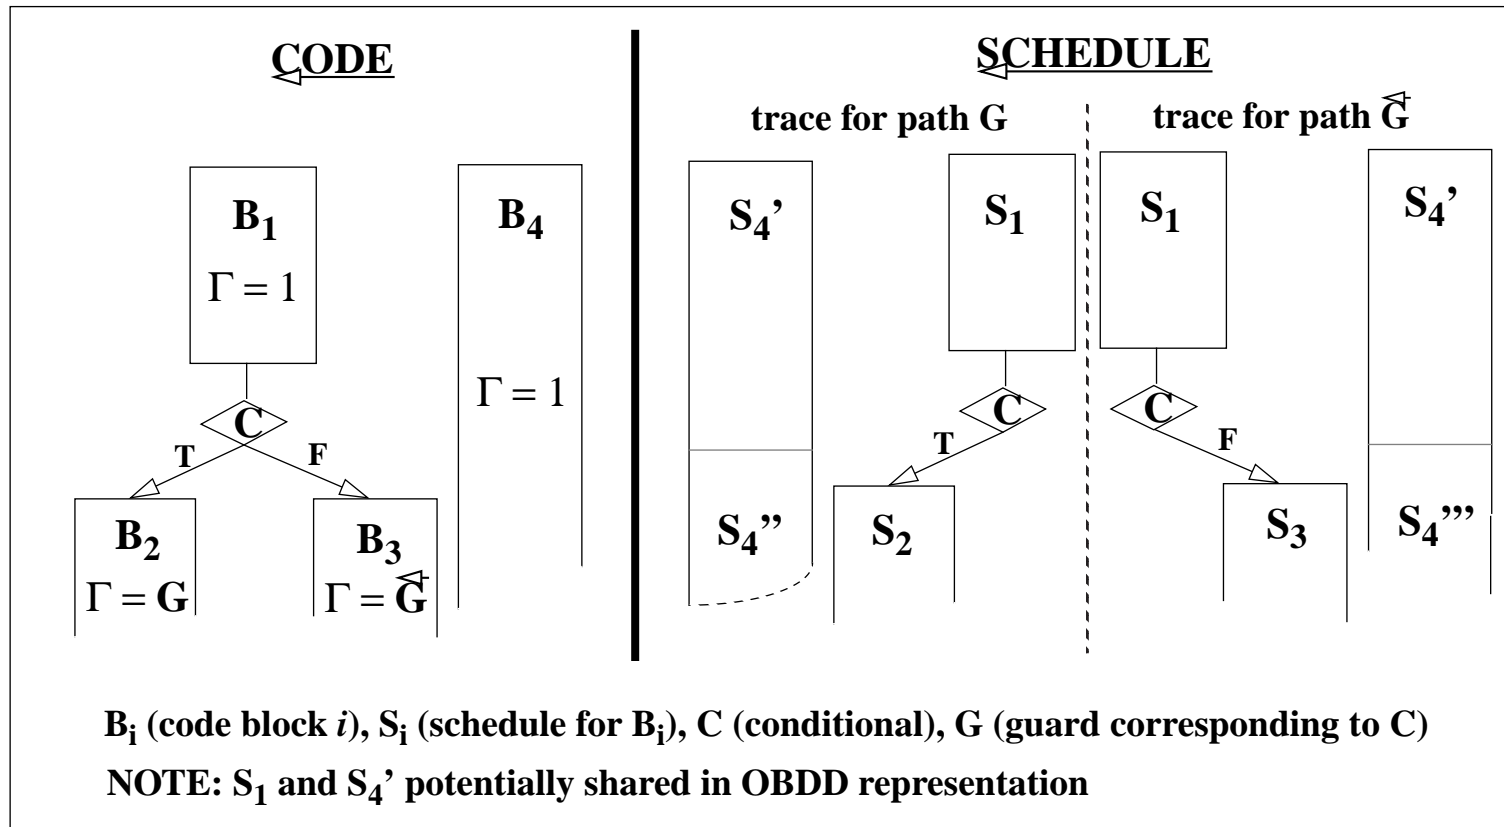 CODE
SCHEDULE
trace for path G
trace for path G̅
B₁
Γ = 1
B₄
Γ = 1
C
T
F
B₂
Γ = G
B₃
Γ = G̅
S₄’
S₁
S₁
S₄’
C
T
C
F
S₄”
S₂
S₃
S₄’’’
Bᵢ (code block i), Sᵢ (schedule for Bᵢ), C (conditional), G (guard corresponding to C)
NOTE: S₁ and S₄’ potentially shared in OBDD representation